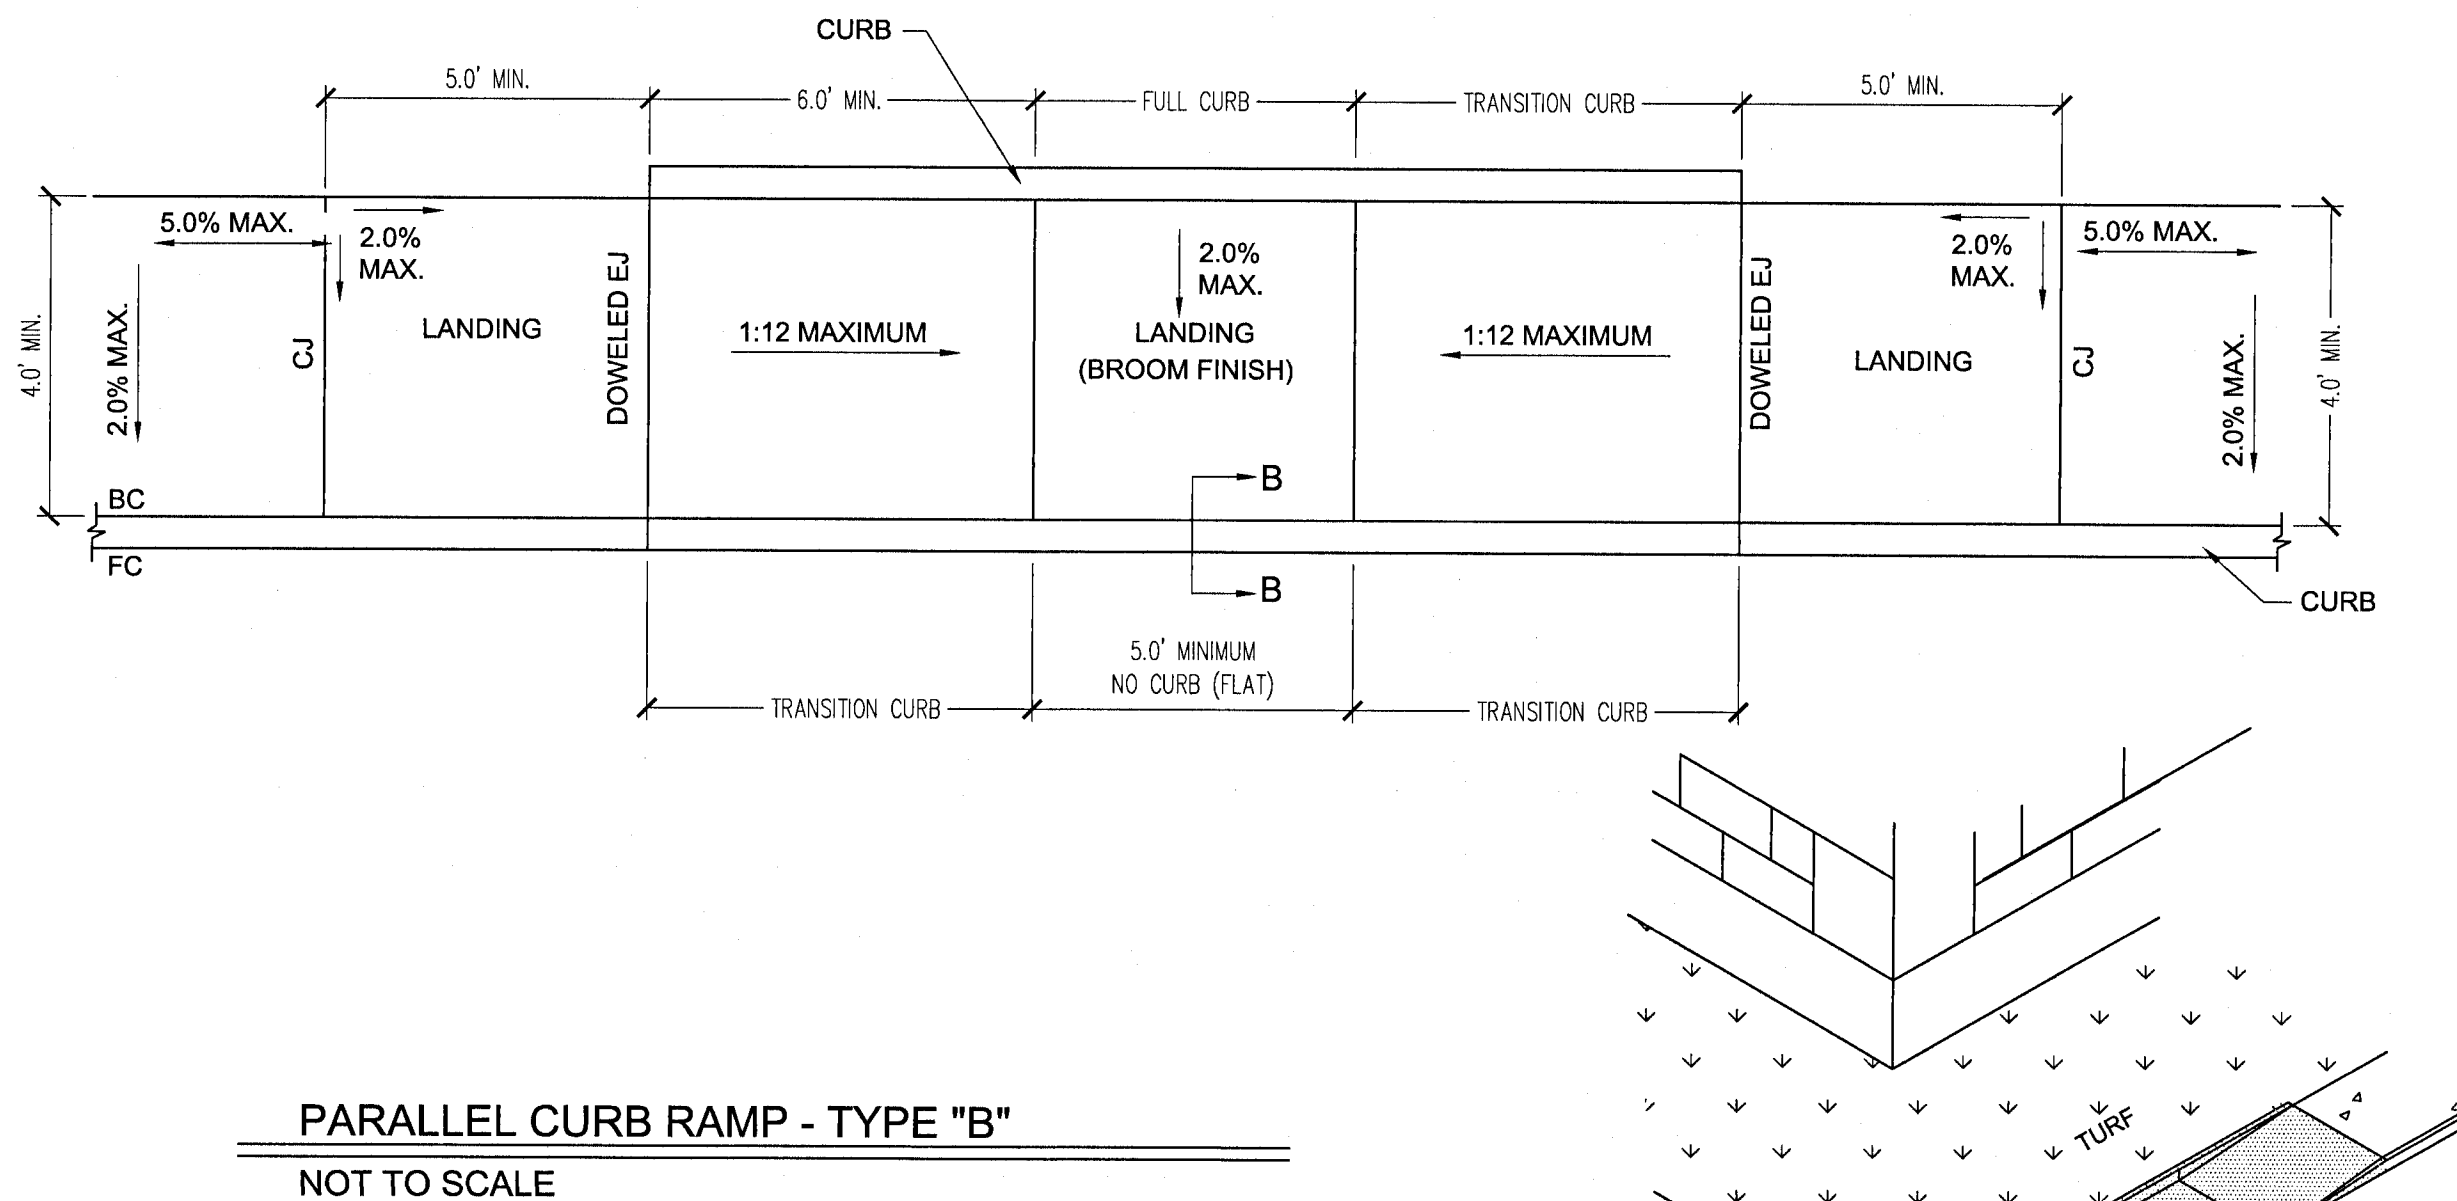 CURB
5.0' MIN.
6.0' MIN.
FULL CURB
TRANSITION CURB
5.0' MIN.
5.0% MAX.
2.0%
MAX.
2.0%
MAX.
2.0%
MAX.
5.0% MAX.
4.0' MIN.
2.0% MAX.
CJ
LANDING
DOWELED EJ
1:12 MAXIMUM
LANDING
(BROOM FINISH)
1:12 MAXIMUM
DOWELED EJ
LANDING
CJ
2.0% MAX.
4.0' MIN.
BC
FC
B
B
CURB
5.0' MINIMUM
NO CURB (FLAT)
TRANSITION CURB
TRANSITION CURB
TURF
PARALLEL CURB RAMP - TYPE "B"
NOT TO SCALE